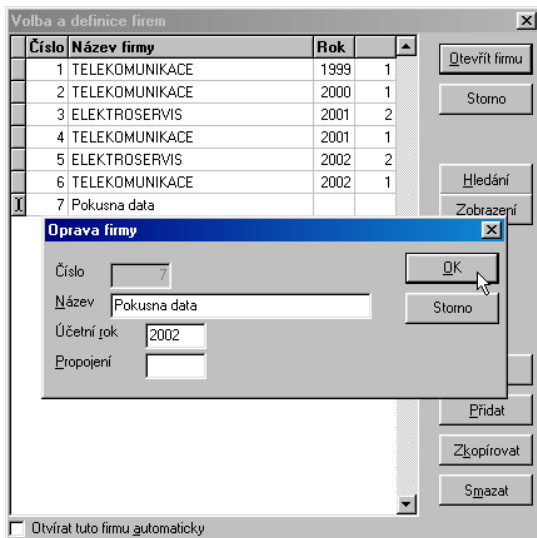 Volba a definice firem
Číslo Název firmy Rok
1 TELEKOMUNIKACE 1999 1
2 TELEKOMUNIKACE 2000 1
3 ELEKTROSERVIS 2001 2
4 TELEKOMUNIKACE 2001 1
5 ELEKTROSERVIS 2002 2
6 TELEKOMUNIKACE 2002 1
7 Pokusna data
Otevřít firmu
Storno
Hledání
Zobrazení
Oprava firmy
Číslo 7
Název Pokusna data
Účetní rok 2002
Propojení
OK
Storno
Přidat
Zkopírovat
Smazat
Otvírat tuto firmu automaticky